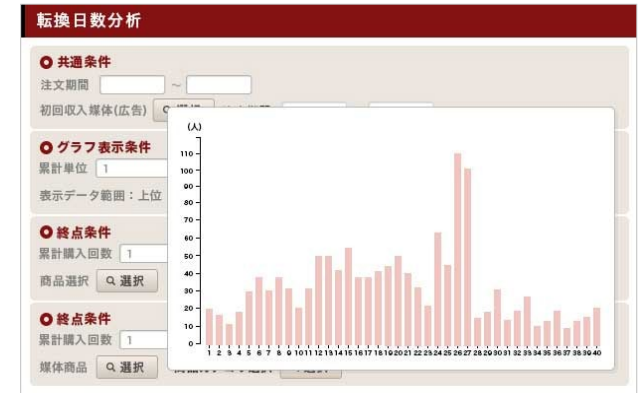 転換日数分析
共通条件
注文期間 ~
初回収入媒体(広告)
グラフ表示条件
累計単位 1
表示データ範囲：上位
終点条件
累計購入回数 1
商品選択 選択
終点条件
累計購入回数 1
媒体商品 選択
(人)
110
100
90
80
70
60
50
40
30
20
10
0
1 2 3 4 5 6 7 8 9 10 11 12 13 14 15 16 17 18 19 20 21 22 23 24 25 26 27 28 29 30 31 32 33 34 35 36 37 38 39 40